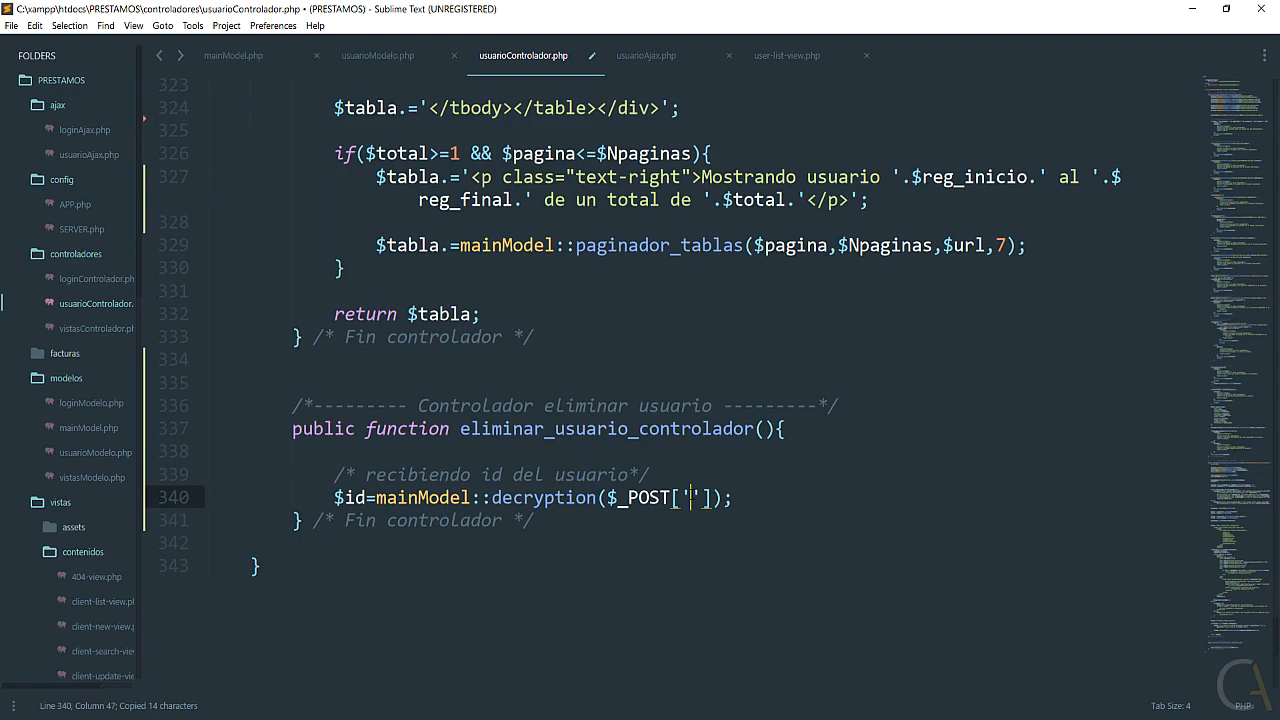 C:\xampp\htdocs\PRESTAMOS\controladores\usuarioControlador.php • (PRESTAMOS) - Sublime Text (UNREGISTERED)
File Edit Selection Find View Goto Tools Project Preferences Help
FOLDERS
PRESTAMOS
ajax
loginAjax.php
usuarioAjax.php
config
APP.php
SERVER.php
controladores
loginControlador.ph
usuarioControlador.
vistasControlador.ph
facturas
modelos
loginModelo.php
mainModel.php
usuarioModelo.php
vistasModelo.php
vistas
assets
contenidos
404-view.php
client-list-view.pl
client-new-view.p
client-search-viev
client-update-vie
mainModel.php usuarioModelo.php usuarioControlador.php usuarioAjax.php user-list-view.php
323
324 $tabla.='</tbody></table></div>';
325
326 if($total>=1 && $pagina<=$Npaginas){
327 $tabla.='<p class="text-right">Mostrando usuario '.$reg_inicio.' al '.$
reg_final.' de un total de '.$total.'</p>';
328
329 $tabla.=mainModel::paginador_tablas($pagina,$Npaginas,$url,7);
330 }
331
332 return $tabla;
333 } /* Fin controlador */
334
335
336 /*--------- Controlador eliminar usuario ---------*/
337 public function eliminar_usuario_controlador(){
338
339 /* recibiendo id del usuario*/
340 $id=mainModel::decryption($_POST['']);
341 } /* Fin controlador */
342
343 }
CA
Line 340, Column 47; Copied 14 characters Tab Size: 4 PHP